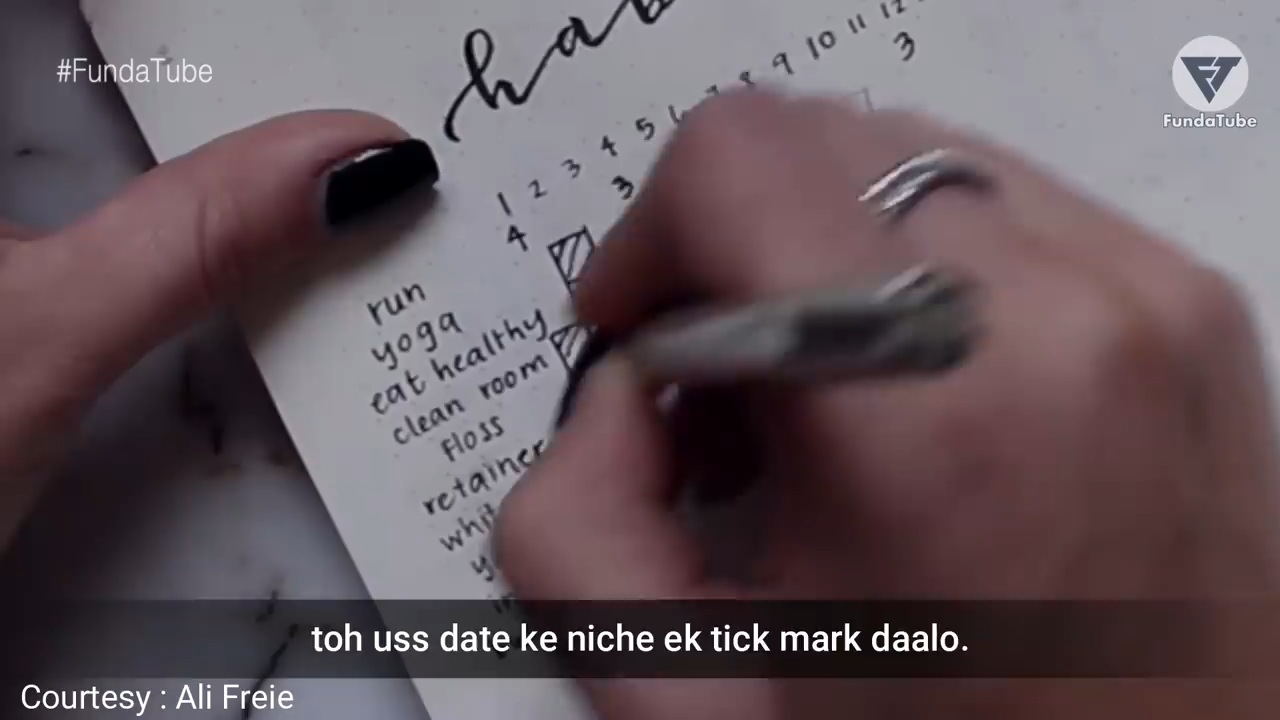 #FundaTube
FundaTube
1 2 3 4 5 9 10 11 12
4 3 3
run
yoga
eat healthy
clean room
floss
retainer
toh uss date ke niche ek tick mark daalo.
Courtesy : Ali Freie